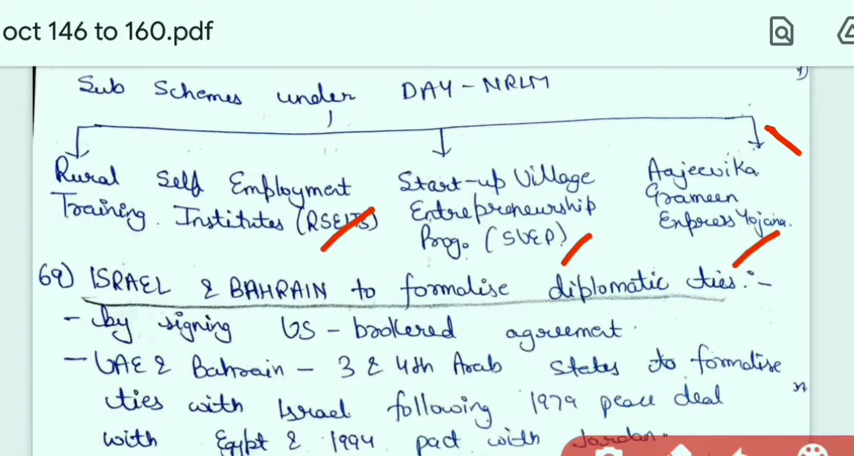 oct 146 to 160.pdf
Sub Schemes under DAY-NRLM
Rural Self Employment Training Institutes (RSEITS)
Start-up Village Entrepreneurship Prog. (SVEP)
Aajeevika Grameen Express Yojana.
69) ISRAEL & BAHRAIN to formalise diplomatic ties:-
- by signing US-brokered agreement.
- UAE & Bahrain - 3 & 4th Arab states to formalise
ties with Israel following 1979 peace deal
with Egypt & 1994 pact with Jordan.